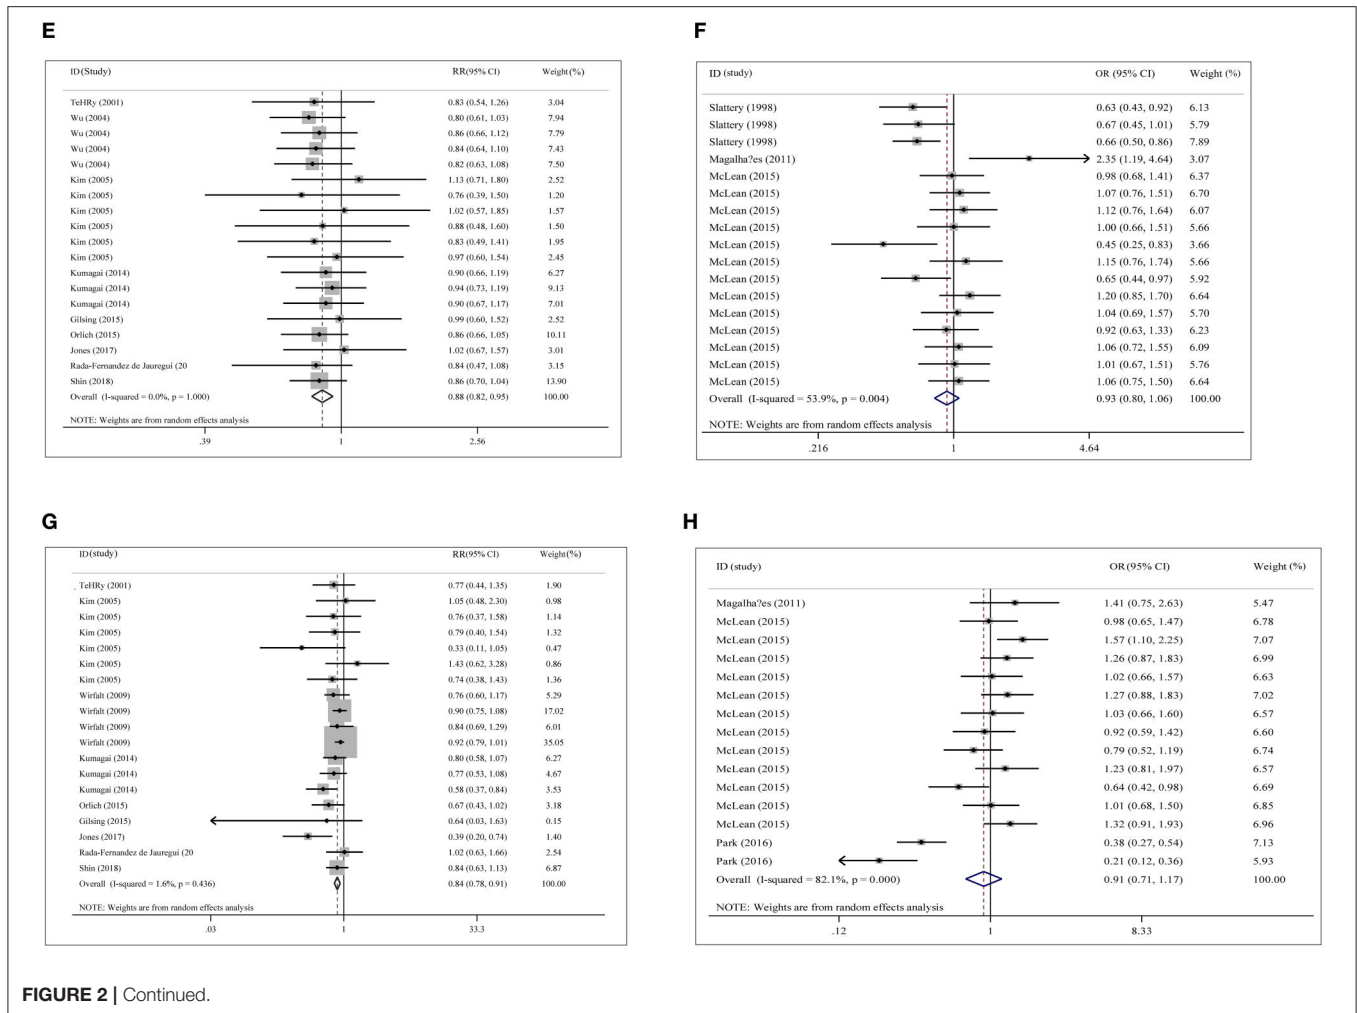 E
ID (Study) RR(95% CI) Weight(%)
TeHRy (2001) 0.83 (0.54, 1.26) 3.04
Wu (2004) 0.80 (0.61, 1.03) 7.94
Wu (2004) 0.86 (0.66, 1.12) 7.79
Wu (2004) 0.84 (0.64, 1.10) 7.43
Wu (2004) 0.82 (0.63, 1.08) 7.50
Kim (2005) 1.13 (0.71, 1.80) 2.52
Kim (2005) 0.76 (0.39, 1.50) 1.20
Kim (2005) 1.02 (0.57, 1.85) 1.57
Kim (2005) 0.88 (0.48, 1.60) 1.50
Kim (2005) 0.83 (0.49, 1.41) 1.95
Kim (2005) 0.97 (0.60, 1.54) 2.45
Kumagai (2014) 0.90 (0.66, 1.19) 6.27
Kumagai (2014) 0.94 (0.73, 1.19) 9.13
Kumagai (2014) 0.90 (0.67, 1.17) 7.01
Gilsing (2015) 0.99 (0.60, 1.52) 2.52
Orlich (2015) 0.86 (0.66, 1.05) 10.11
Jones (2017) 1.02 (0.67, 1.57) 3.01
Rada-Fernandez de Jauregui (20 0.84 (0.47, 1.08) 3.15
Shin (2018) 0.86 (0.70, 1.04) 13.90
Overall (I-squared = 0.0%, p = 1.000) 0.88 (0.82, 0.95) 100.00
NOTE: Weights are from random effects analysis
.39 1 2.56
F
ID (study) OR (95% CI) Weight (%)
Slattery (1998) 0.63 (0.43, 0.92) 6.13
Slattery (1998) 0.67 (0.45, 1.01) 5.79
Slattery (1998) 0.66 (0.50, 0.86) 7.89
Magalha?es (2011) 2.35 (1.19, 4.64) 3.07
McLean (2015) 0.98 (0.68, 1.41) 6.37
McLean (2015) 1.07 (0.76, 1.51) 6.70
McLean (2015) 1.12 (0.76, 1.64) 6.07
McLean (2015) 1.00 (0.66, 1.51) 5.66
McLean (2015) 0.45 (0.25, 0.83) 3.66
McLean (2015) 1.15 (0.76, 1.74) 5.66
McLean (2015) 0.65 (0.44, 0.97) 5.92
McLean (2015) 1.20 (0.85, 1.70) 6.64
McLean (2015) 1.04 (0.69, 1.57) 5.70
McLean (2015) 0.92 (0.63, 1.33) 6.23
McLean (2015) 1.06 (0.72, 1.55) 6.09
McLean (2015) 1.01 (0.67, 1.51) 5.76
McLean (2015) 1.06 (0.75, 1.50) 6.64
Overall (I-squared = 53.9%, p = 0.004) 0.93 (0.80, 1.06) 100.00
NOTE: Weights are from random effects analysis
.216 1 4.64
G
ID(study) RR(95% CI) Weight(%)
TeHRy (2001) 0.77 (0.44, 1.35) 1.90
Kim (2005) 1.05 (0.48, 2.30) 0.98
Kim (2005) 0.76 (0.37, 1.58) 1.14
Kim (2005) 0.79 (0.40, 1.54) 1.32
Kim (2005) 0.33 (0.11, 1.05) 0.47
Kim (2005) 1.43 (0.62, 3.28) 0.86
Kim (2005) 0.74 (0.38, 1.43) 1.36
Wirfalt (2009) 0.76 (0.60, 1.17) 5.29
Wirfalt (2009) 0.90 (0.75, 1.08) 17.02
Wirfalt (2009) 0.84 (0.69, 1.29) 6.01
Wirfalt (2009) 0.92 (0.79, 1.01) 35.05
Kumagai (2014) 0.80 (0.58, 1.07) 6.27
Kumagai (2014) 0.77 (0.53, 1.08) 4.67
Kumagai (2014) 0.58 (0.37, 0.84) 3.53
Orlich (2015) 0.67 (0.43, 1.02) 3.18
Gilsing (2015) 0.64 (0.03, 1.63) 0.15
Jones (2017) 0.39 (0.20, 0.74) 1.40
Rada-Fernandez de Jauregui (20 1.02 (0.63, 1.66) 2.54
Shin (2018) 0.84 (0.63, 1.13) 6.87
Overall (I-squared = 1.6%, p = 0.436) 0.84 (0.78, 0.91) 100.00
NOTE: Weights are from random effects analysis
.03 1 33.3
H
ID (study) OR (95% CI) Weight (%)
Magalha?es (2011) 1.41 (0.75, 2.63) 5.47
McLean (2015) 0.98 (0.65, 1.47) 6.78
McLean (2015) 1.57 (1.10, 2.25) 7.07
McLean (2015) 1.26 (0.87, 1.83) 6.99
McLean (2015) 1.02 (0.66, 1.57) 6.63
McLean (2015) 1.27 (0.88, 1.83) 7.02
McLean (2015) 1.03 (0.66, 1.60) 6.57
McLean (2015) 0.92 (0.59, 1.42) 6.60
McLean (2015) 0.79 (0.52, 1.19) 6.74
McLean (2015) 1.23 (0.81, 1.97) 6.57
McLean (2015) 0.64 (0.42, 0.98) 6.69
McLean (2015) 1.01 (0.68, 1.50) 6.85
McLean (2015) 1.32 (0.91, 1.93) 6.96
Park (2016) 0.38 (0.27, 0.54) 7.13
Park (2016) 0.21 (0.12, 0.36) 5.93
Overall (I-squared = 82.1%, p = 0.000) 0.91 (0.71, 1.17) 100.00
NOTE: Weights are from random effects analysis
.12 1 8.33
FIGURE 2 | Continued.